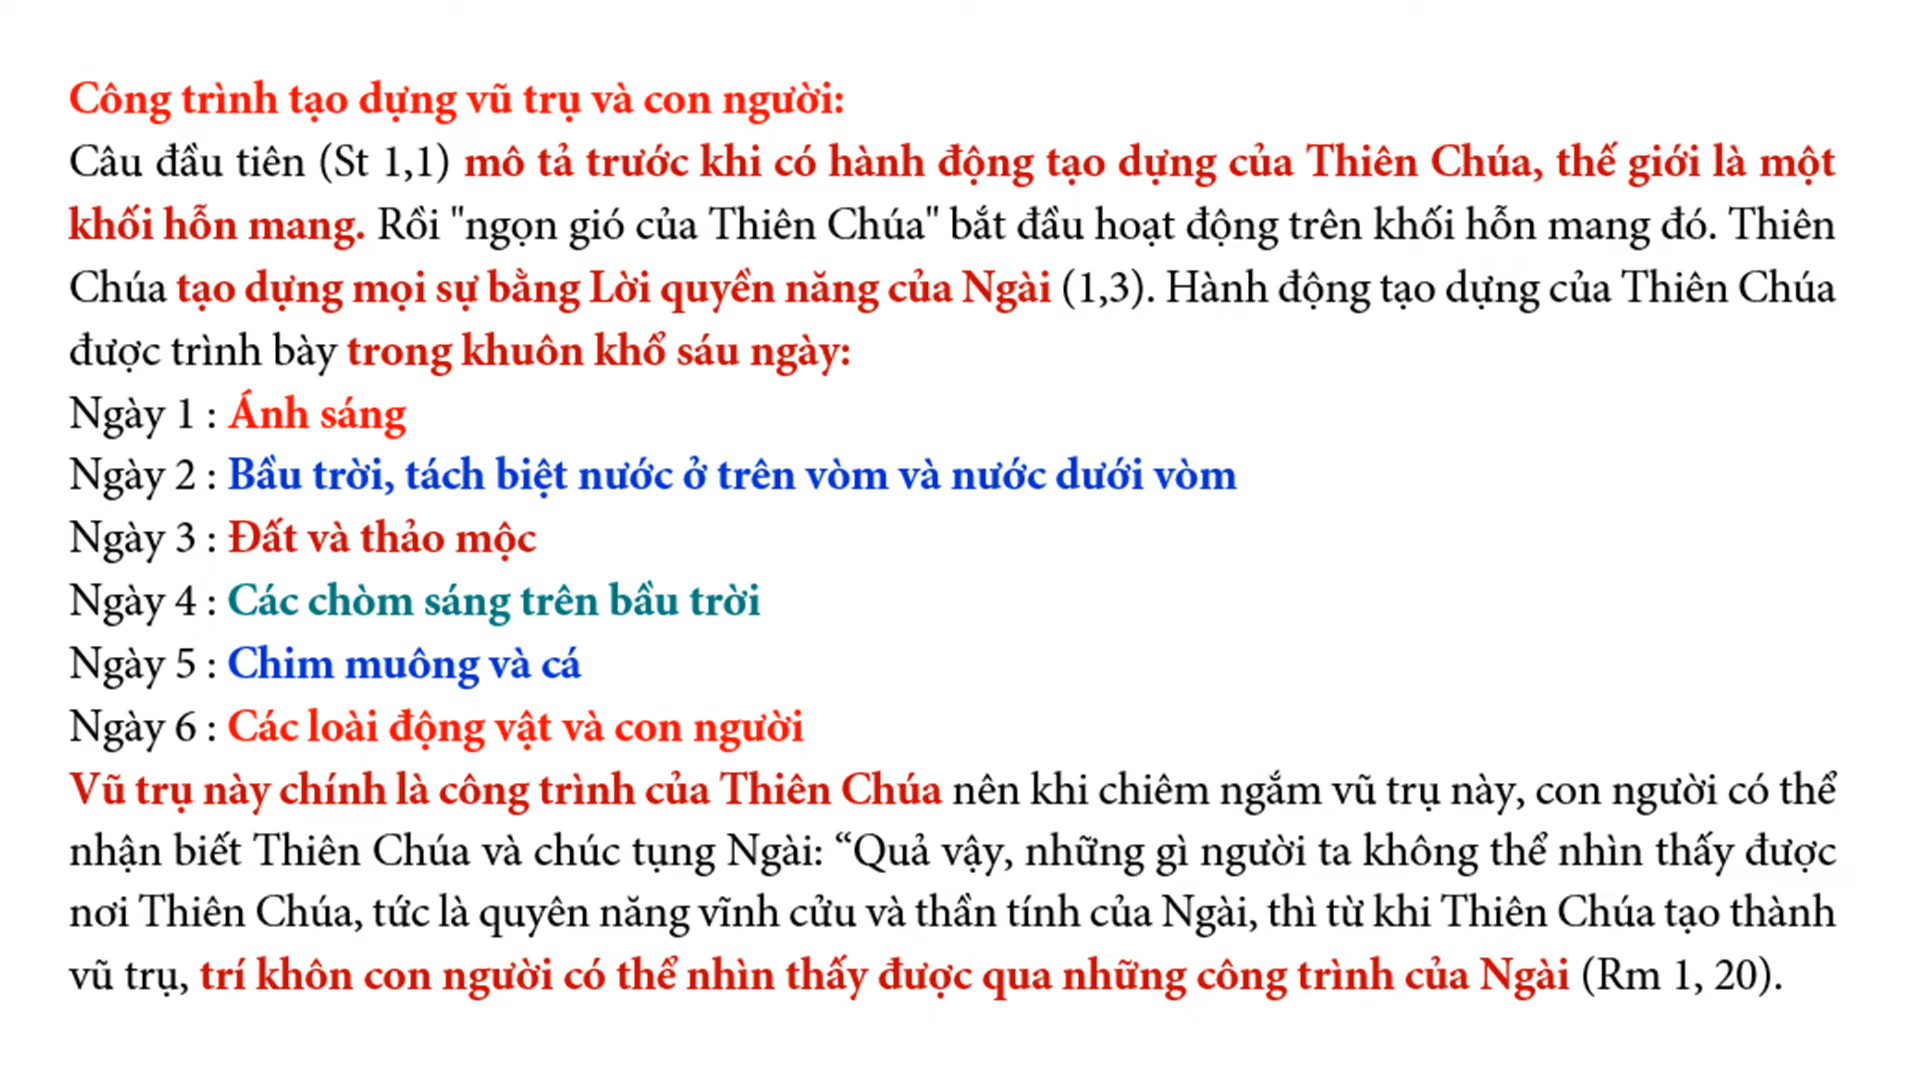 Công trình tạo dựng vũ trụ và con người:
Câu đầu tiên (St 1,1) mô tả trước khi có hành động tạo dựng của Thiên Chúa, thế giới là một
khối hỗn mang. Rồi "ngọn gió của Thiên Chúa" bắt đầu hoạt động trên khối hỗn mang đó. Thiên
Chúa tạo dựng mọi sự bằng Lời quyền năng của Ngài (1,3). Hành động tạo dựng của Thiên Chúa
được trình bày trong khuôn khổ sáu ngày:
Ngày 1 : Ánh sáng
Ngày 2 : Bầu trời, tách biệt nước ở trên vòm và nước dưới vòm
Ngày 3 : Đất và thảo mộc
Ngày 4 : Các chòm sáng trên bầu trời
Ngày 5 : Chim muông và cá
Ngày 6 : Các loài động vật và con người
Vũ trụ này chính là công trình của Thiên Chúa nên khi chiêm ngắm vũ trụ này, con người có thể
nhận biết Thiên Chúa và chúc tụng Ngài: “Quả vậy, những gì người ta không thể nhìn thấy được
nơi Thiên Chúa, tức là quyên năng vĩnh cửu và thần tính của Ngài, thì từ khi Thiên Chúa tạo thành
vũ trụ, trí khôn con người có thể nhìn thấy được qua những công trình của Ngài (Rm 1, 20).